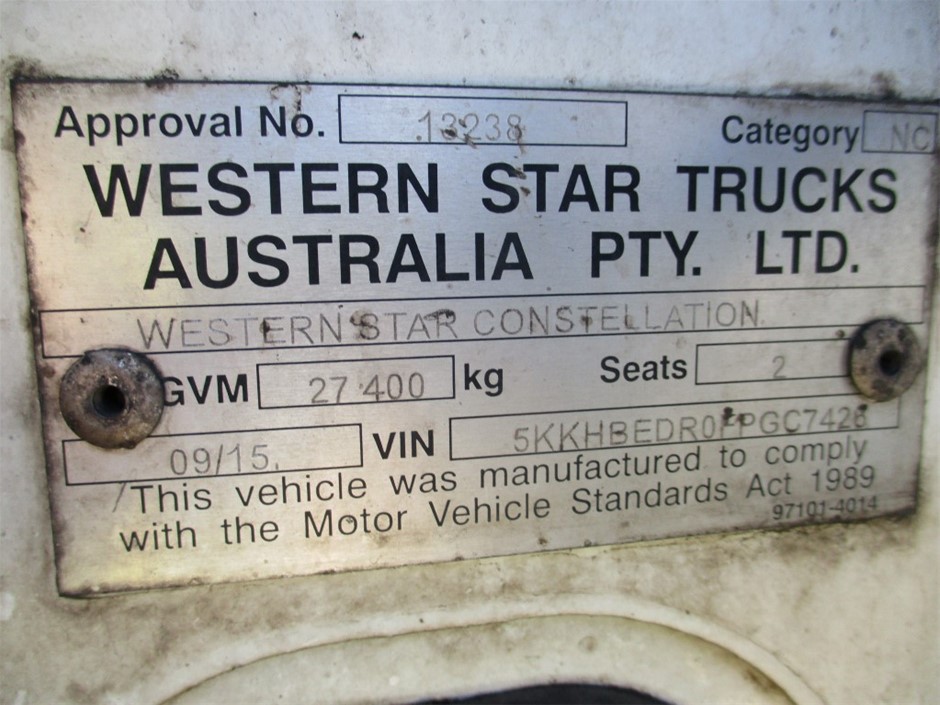 Approval No. 13238 Category NC
WESTERN STAR TRUCKS
AUSTRALIA PTY. LTD.
WESTERN STAR CONSTELLATION
GVM 27 400 kg Seats 2
09/15 VIN 5KKHBEDR0FPGC7426
This vehicle was manufactured to comply
with the Motor Vehicle Standards Act 1989
97101-4014